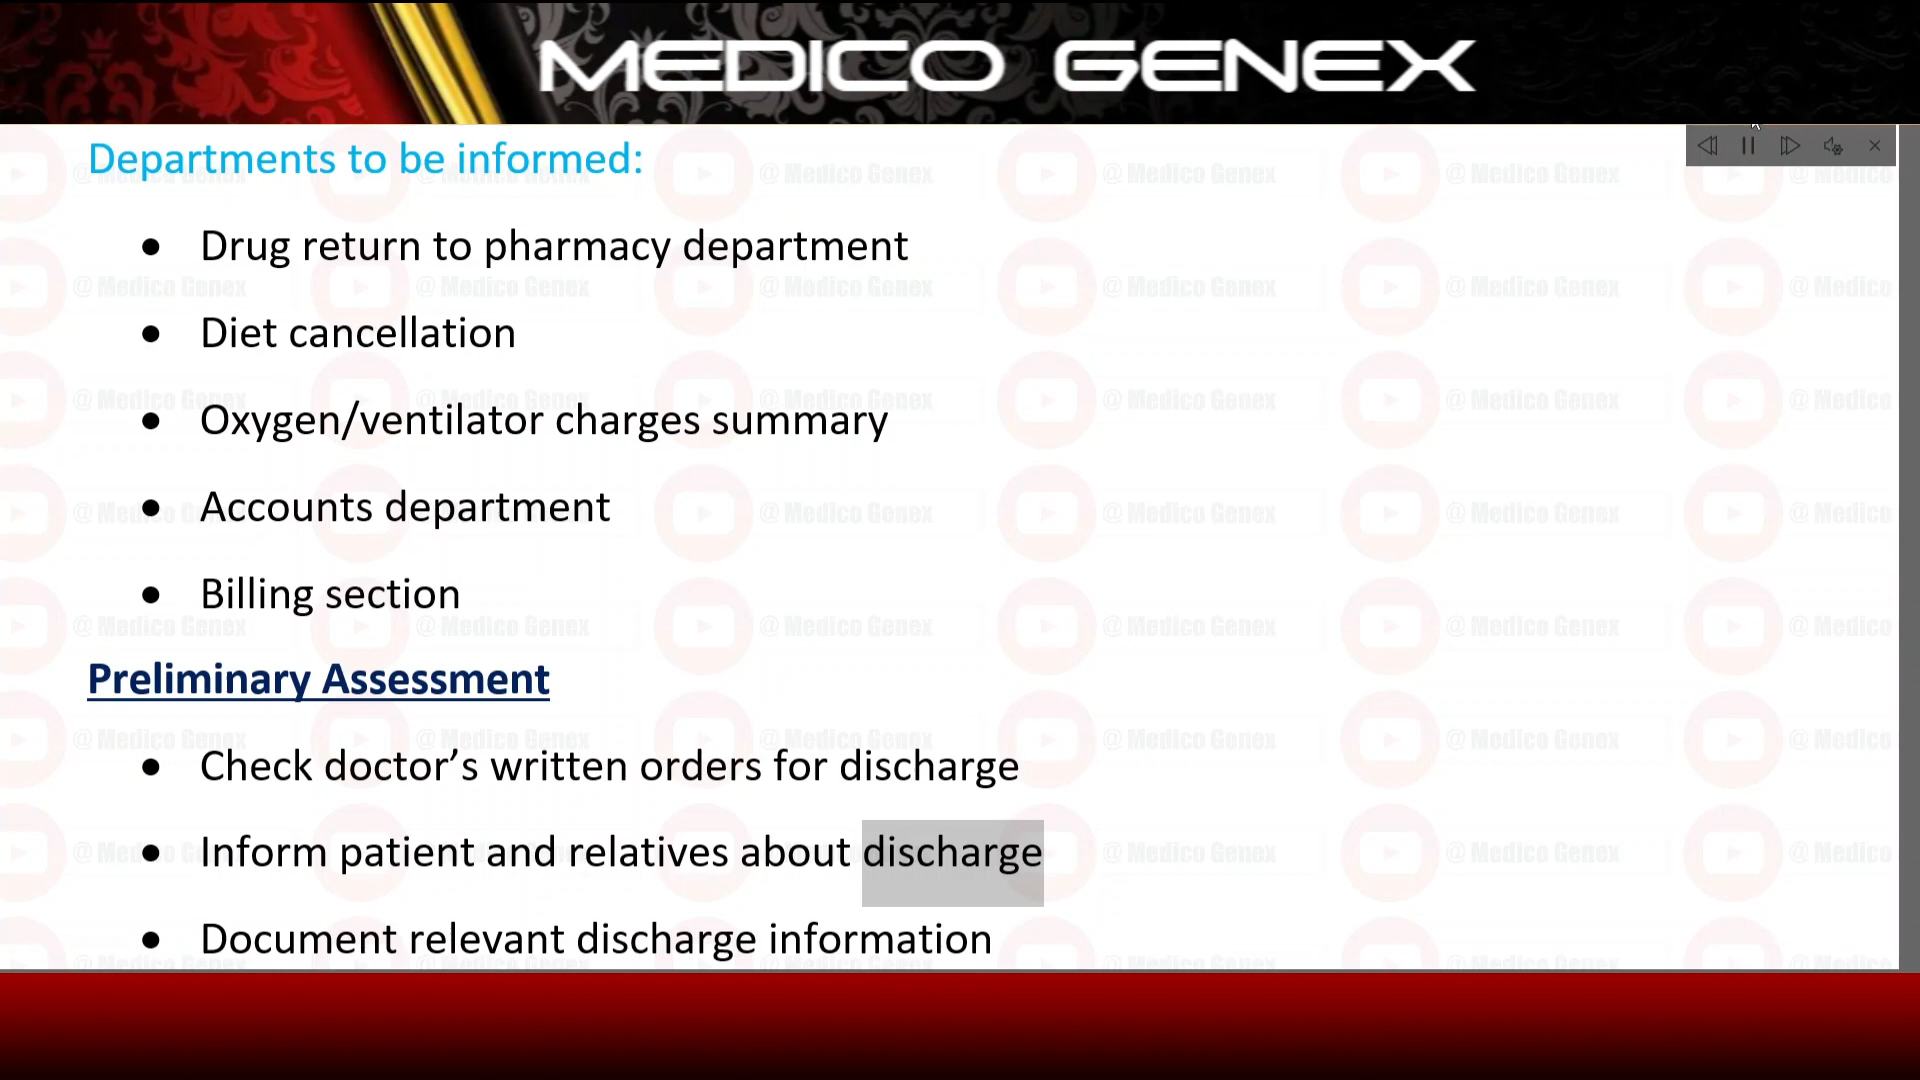 MEDICO GENEX
Departments to be informed:
• Drug return to pharmacy department
• Diet cancellation
• Oxygen/ventilator charges summary
• Accounts department
• Billing section
Preliminary Assessment
• Check doctor’s written orders for discharge
• Inform patient and relatives about discharge
• Document relevant discharge information
@ Medico Genex